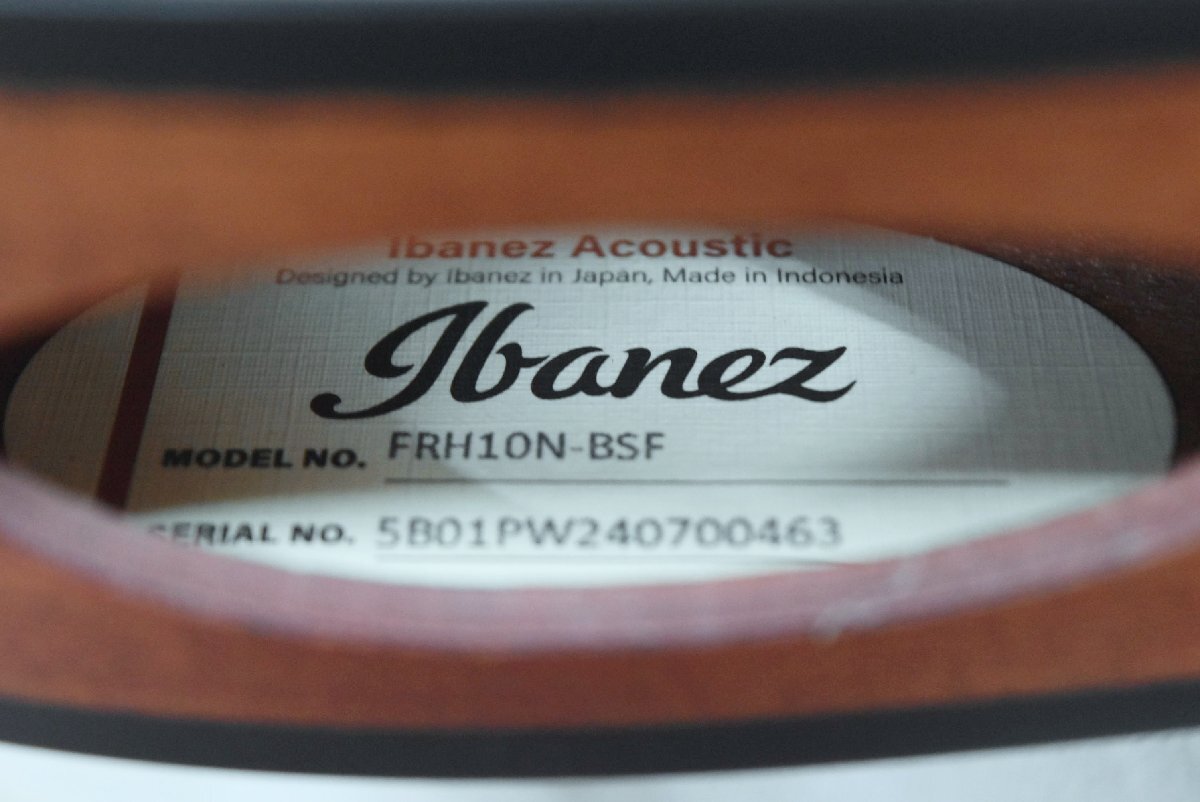 Ibanez Acoustic
Designed by Ibanez in Japan, Made in Indonesia
Ibanez
MODEL NO. FRH10N-BSF
SERIAL NO. 5B01PW240700463